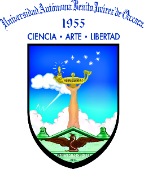 Universidad Autónoma Benito Juárez de Oaxaca
1955
CIENCIA • ARTE • LIBERTAD